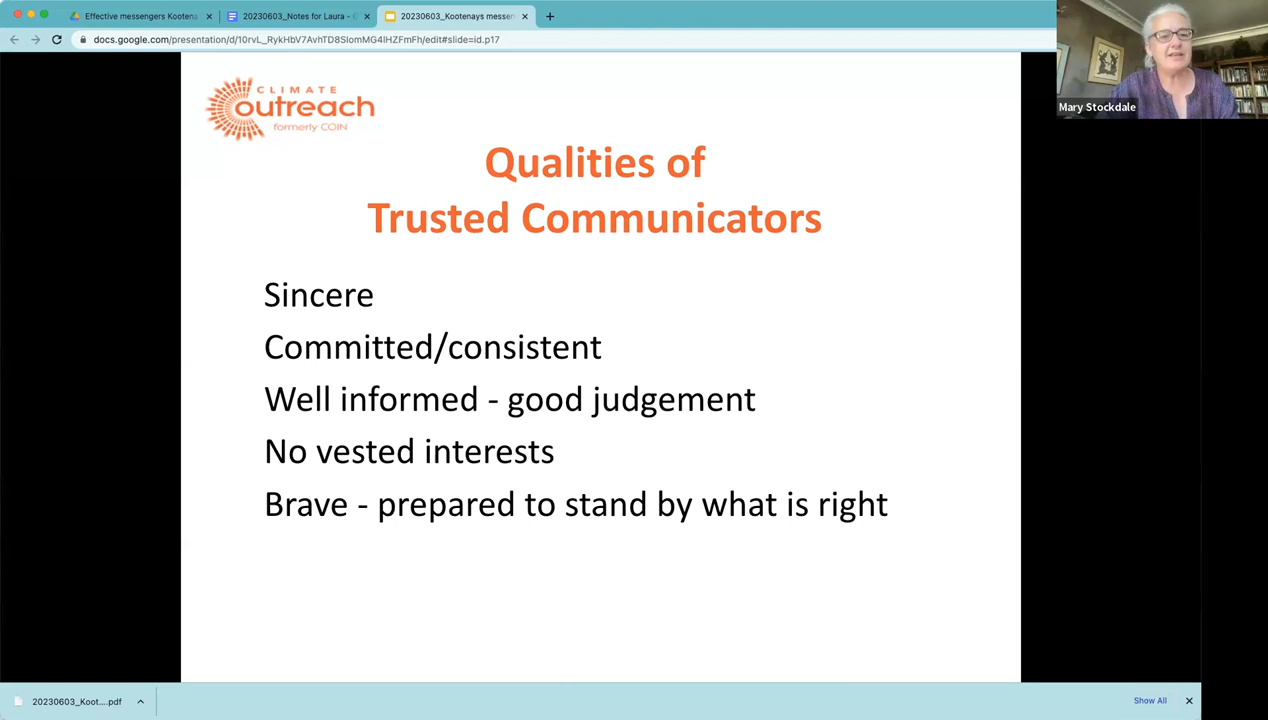 Effective messengers Kootena
20230603_Notes for Laura -
20230603_Kootenays messen
docs.google.com/presentation/d/10rvL_RykHbV7AvhTD8SIomMG4IHZFmFh/edit#slide=id.p17
Mary Stockdale
CLIMATE
outreach
formerly COIN
Qualities of
Trusted Communicators
Sincere
Committed/consistent
Well informed - good judgement
No vested interests
Brave - prepared to stand by what is right
20230603_Koot....pdf
Show All